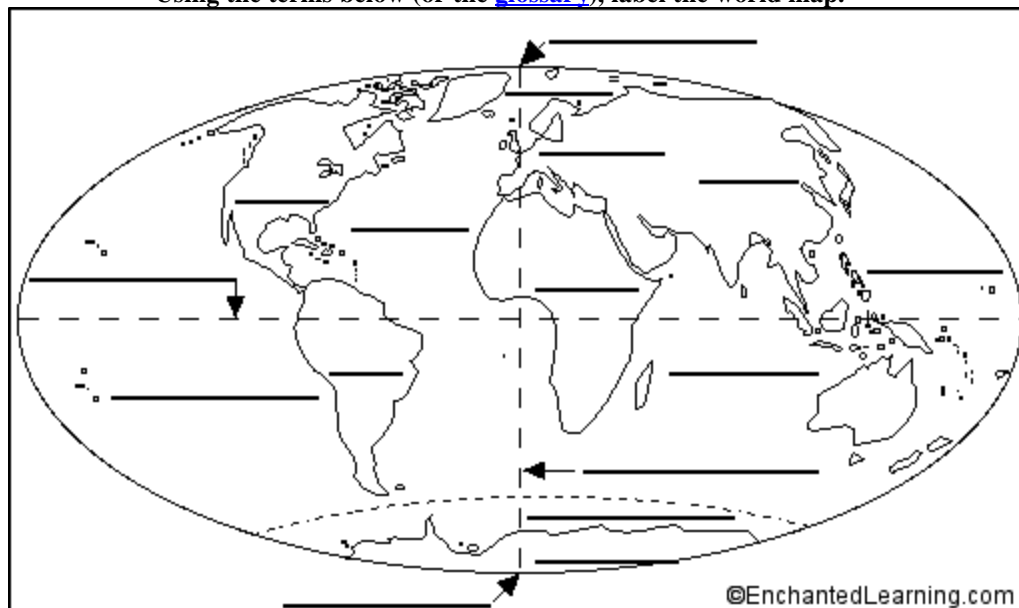 Using the terms below (or the glossary), label the world map.
©EnchantedLearning.com